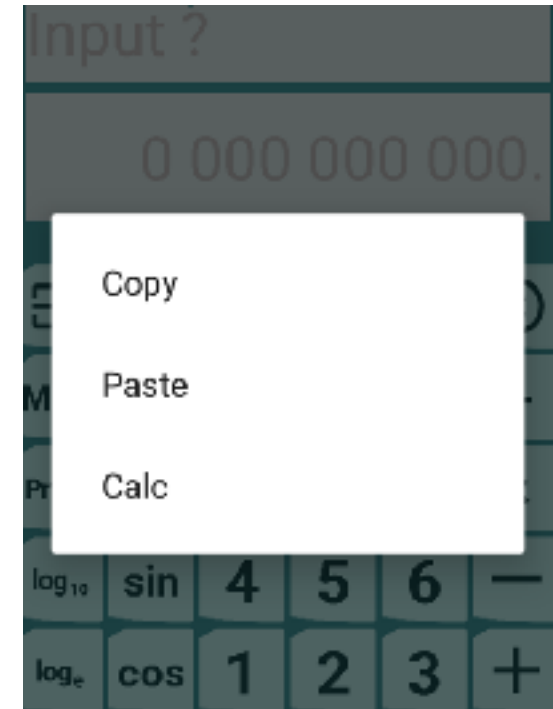 Input ?
0 000 000 000.
Copy
Paste
Calc
M
Pr
log₁₀ sin 4 5 6 —
logₑ cos 1 2 3 +